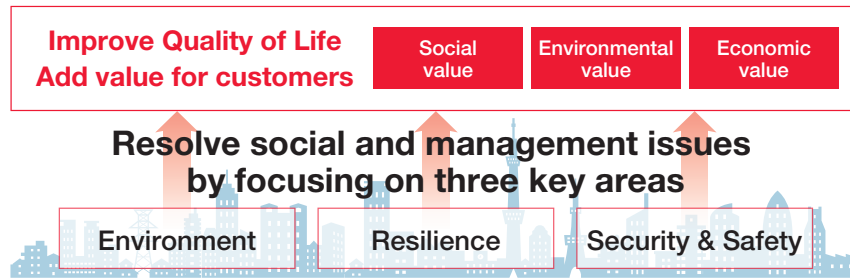 Improve Quality of Life
Add value for customers
Social
value
Environmental
value
Economic
value
Resolve social and management issues
by focusing on three key areas
Environment
Resilience
Security & Safety